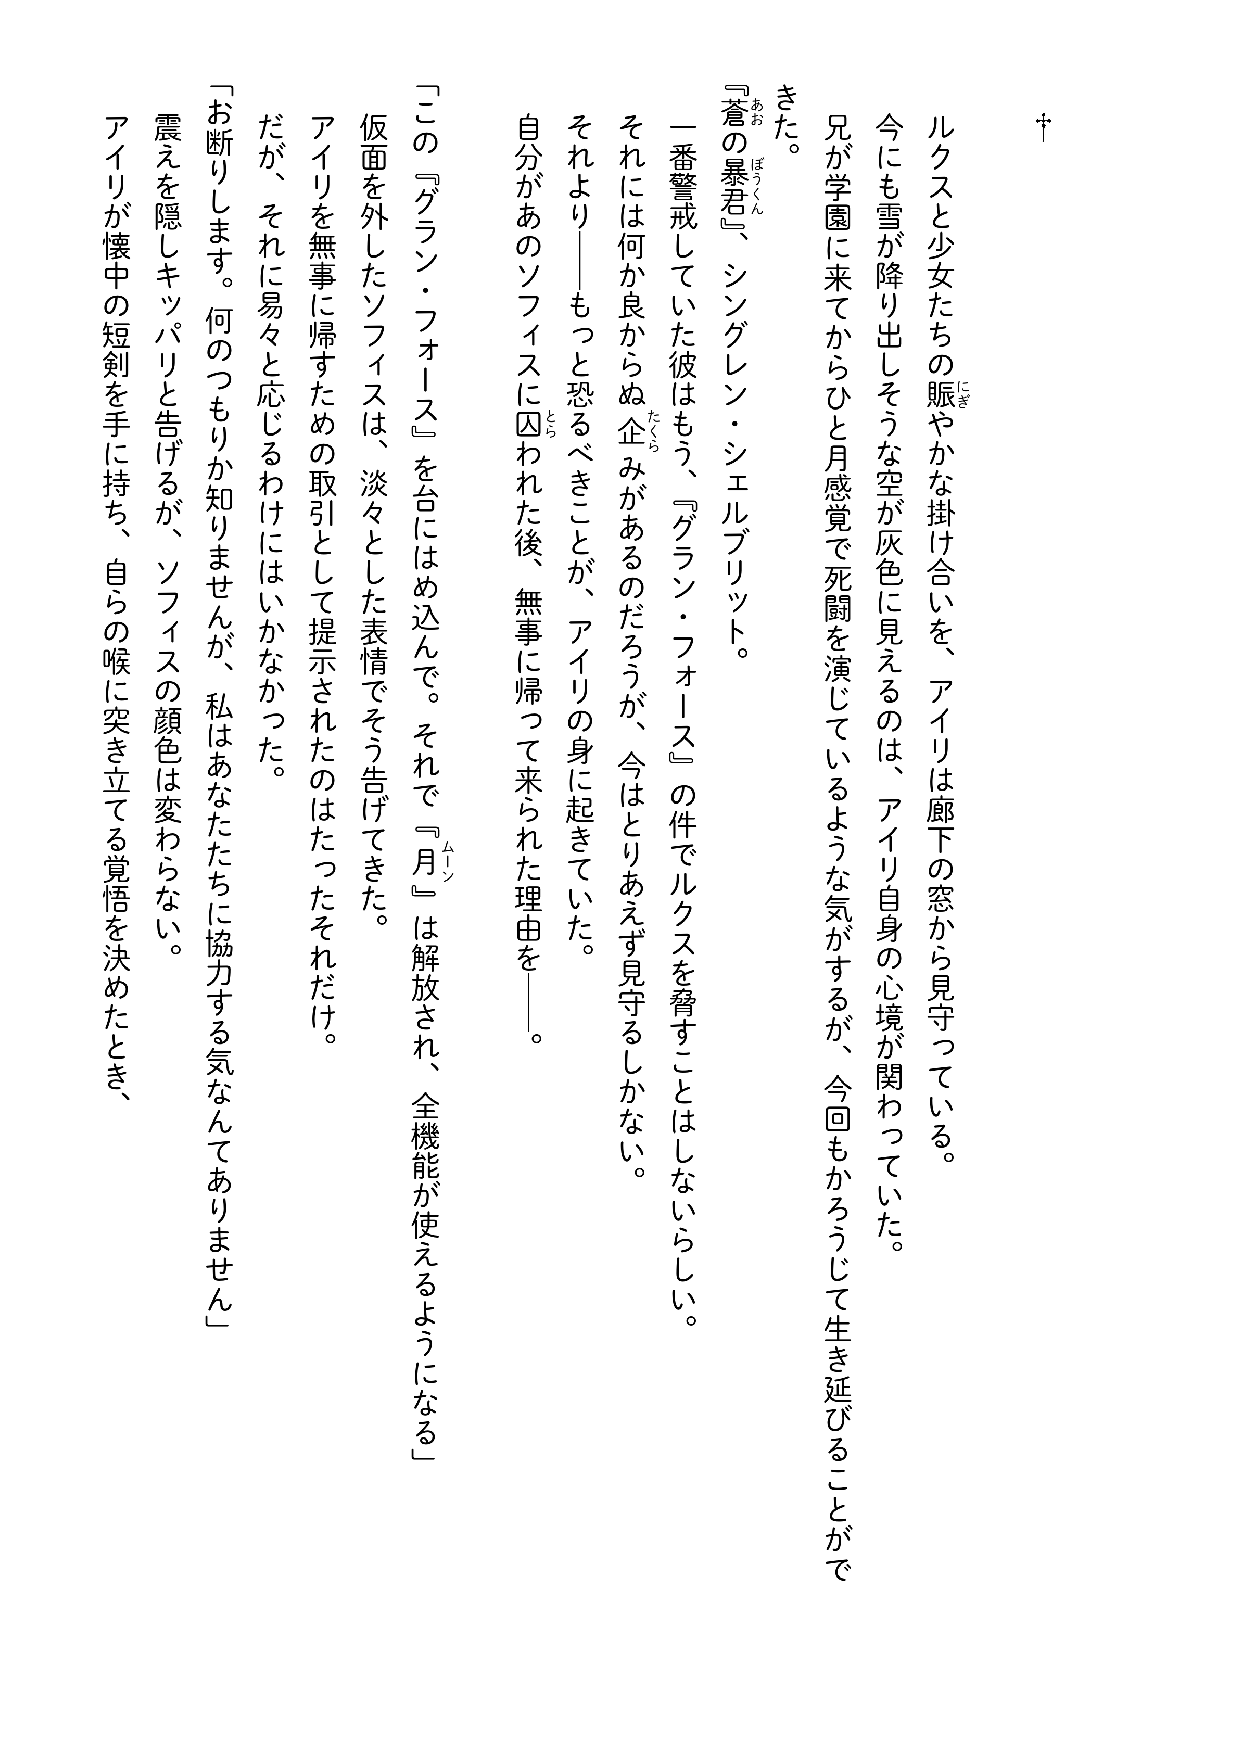 †
ルクスと少女たちの賑やかな掛け合いを、アイリは廊下の窓から見守っている。
今にも雪が降り出しそうな空が灰色に見えるのは、アイリ自身の心境が関わっていた。
兄が学園に来てからひと月感覚で死闘を演じているような気がするが、今回もかろうじて生き延びることがで
きた。
『蒼の暴君』、シングレン・シェルブリット。
一番警戒していた彼はもう、『グラン・フォース』の件でルクスを脅すことはしないらしい。
それには何か良からぬ企みがあるのだろうが、今はとりあえず見守るしかない。
それより――もっと恐るべきことが、アイリの身に起きていた。
自分があのソフィスに囚われた後、無事に帰って来られた理由を――。
「この『グラン・フォース』を台にはめ込んで。それで『月』は解放され、全機能が使えるようになる」
仮面を外したソフィスは、淡々とした表情でそう告げてきた。
アイリを無事に帰すための取引として提示されたのはたったそれだけ。
だが、それに易々と応じるわけにはいかなかった。
「お断りします。何のつもりか知りませんが、私はあなたたちに協力する気なんてありません」
震えを隠しキッパリと告げるが、ソフィスの顔色は変わらない。
アイリが懐中の短剣を手に持ち、自らの喉に突き立てる覚悟を決めたとき、